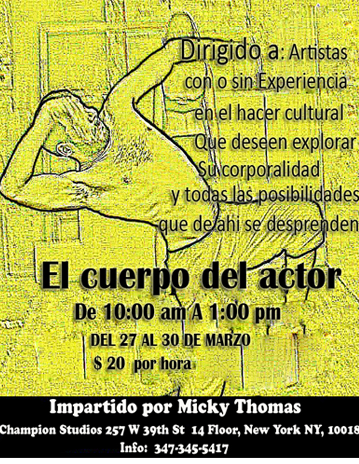 Dirigido a: Artistas
con o sin Experiencia
en el hacer cultural
Que deseen explorar
Su corporalidad
y todas las posibilidades
que de ahi se desprenden
El cuerpo del actor
De 10:00 am A 1:00 pm
DEL 27 AL 30 DE MARZO
$ 20 por hora
Impartido por Micky Thomas
Champion Studios 257 W 39th St 14 Floor, New York NY, 10018
Info: 347-345-5417